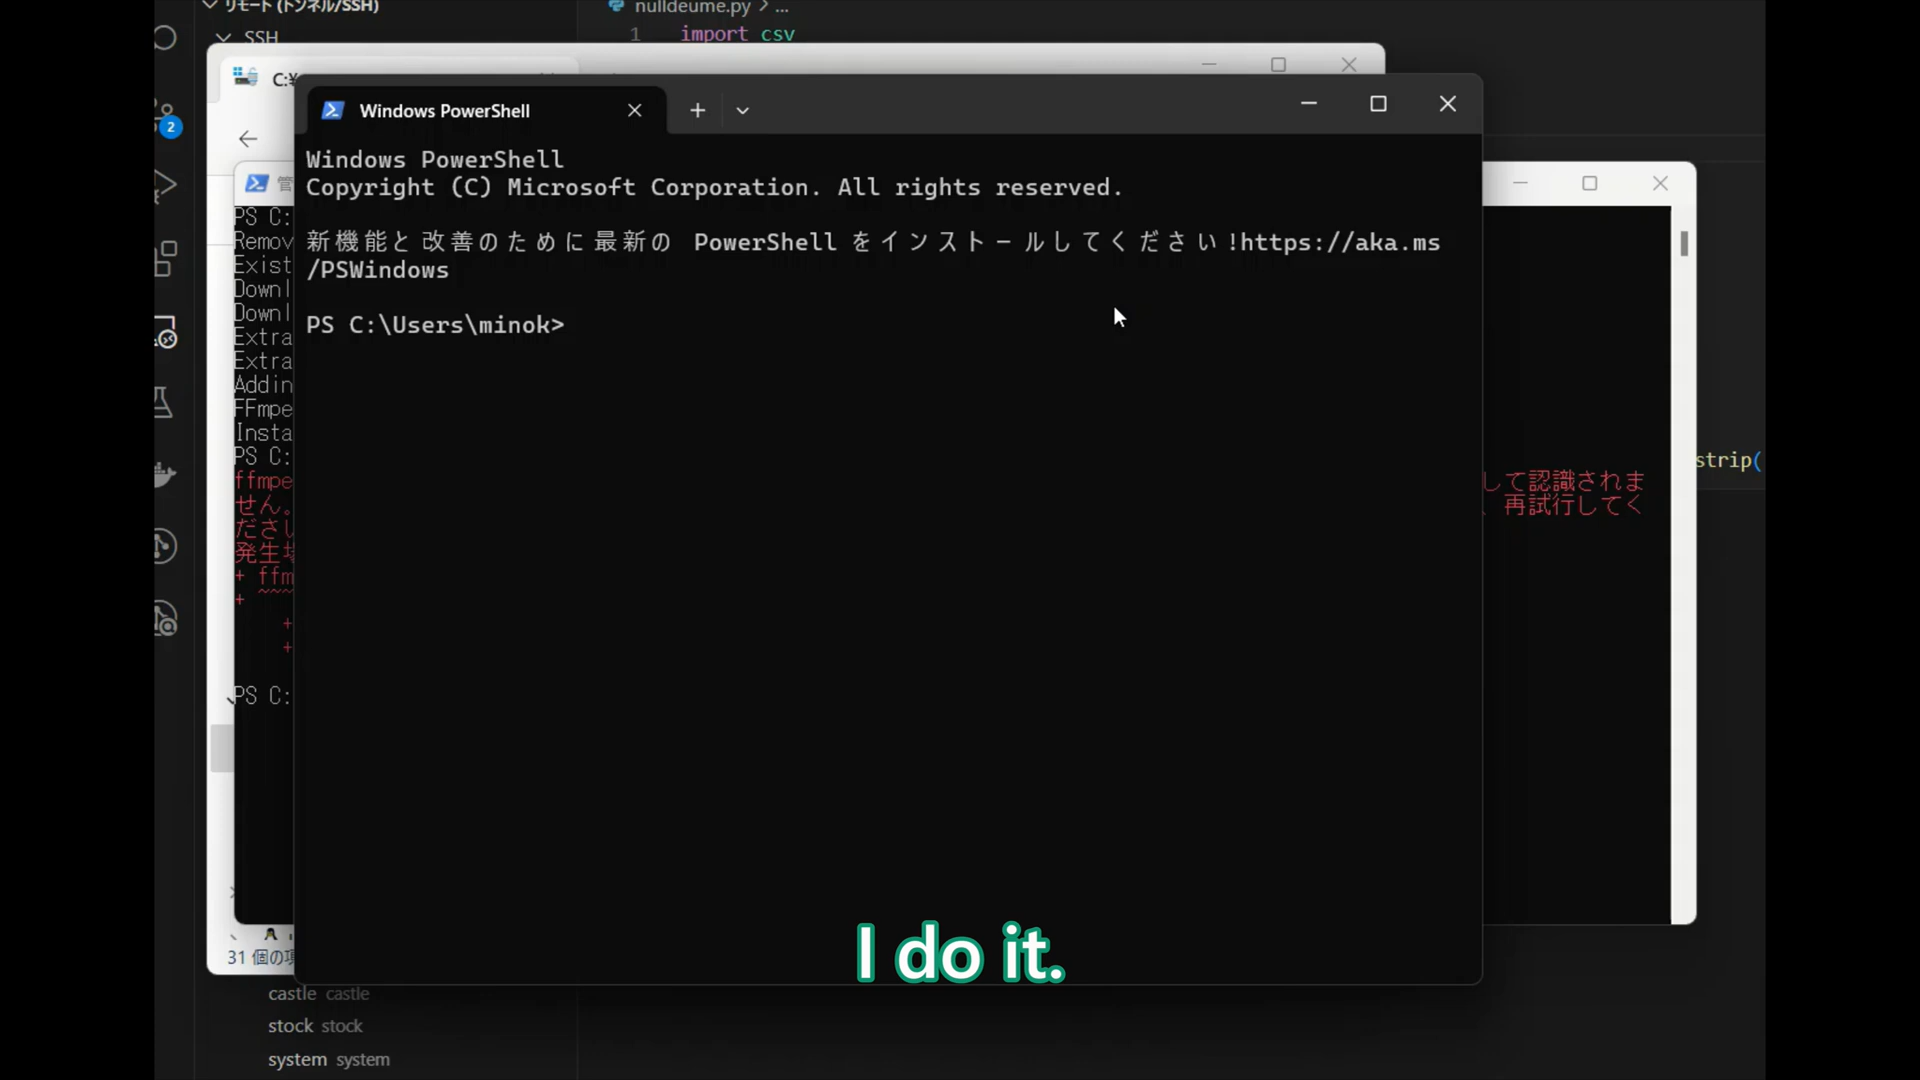 リモート (トンネル/SSH)
nulldeume.py > ...
SSH
1 import csv
C:¥
Windows PowerShell
2
Windows PowerShell
Copyright (C) Microsoft Corporation. All rights reserved.
管
新機能と改善のために最新の PowerShell をインストールしてください!https://aka.ms
/PSWindows
PS C:\Users\minok>
PS C:
Remov
Exist
Downl
Downl
Extra
Extra
Addin
FFmpe
Insta
PS C:
strip(
ffmpe
して認識されま
せん。
、再試行してく
ださい
発生場
+ ffm
~~~~
+
+
+
PS C:
I do it.
31 個の項
castle castle
stock stock
system system